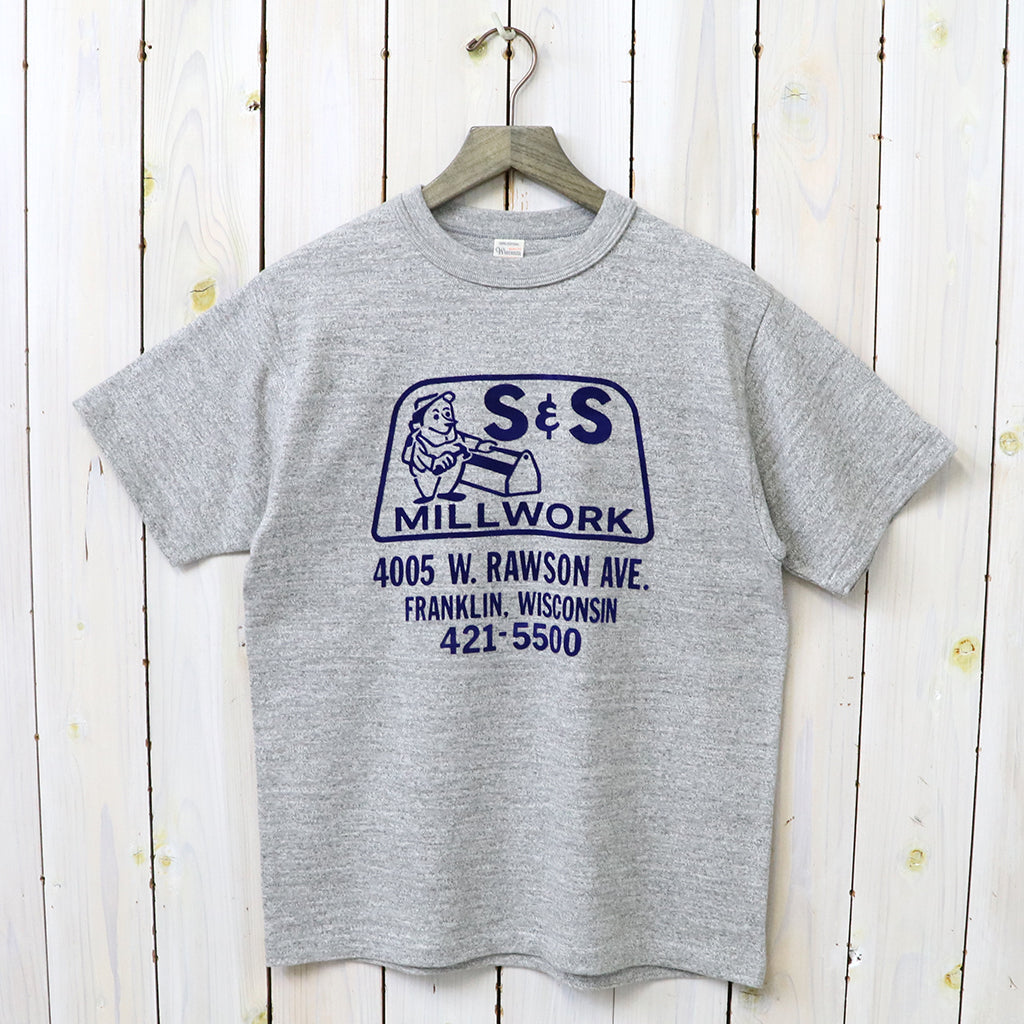 S & S
MILLWORK
4005 W. RAWSON AVE.
FRANKLIN, WISCONSIN
421-5500